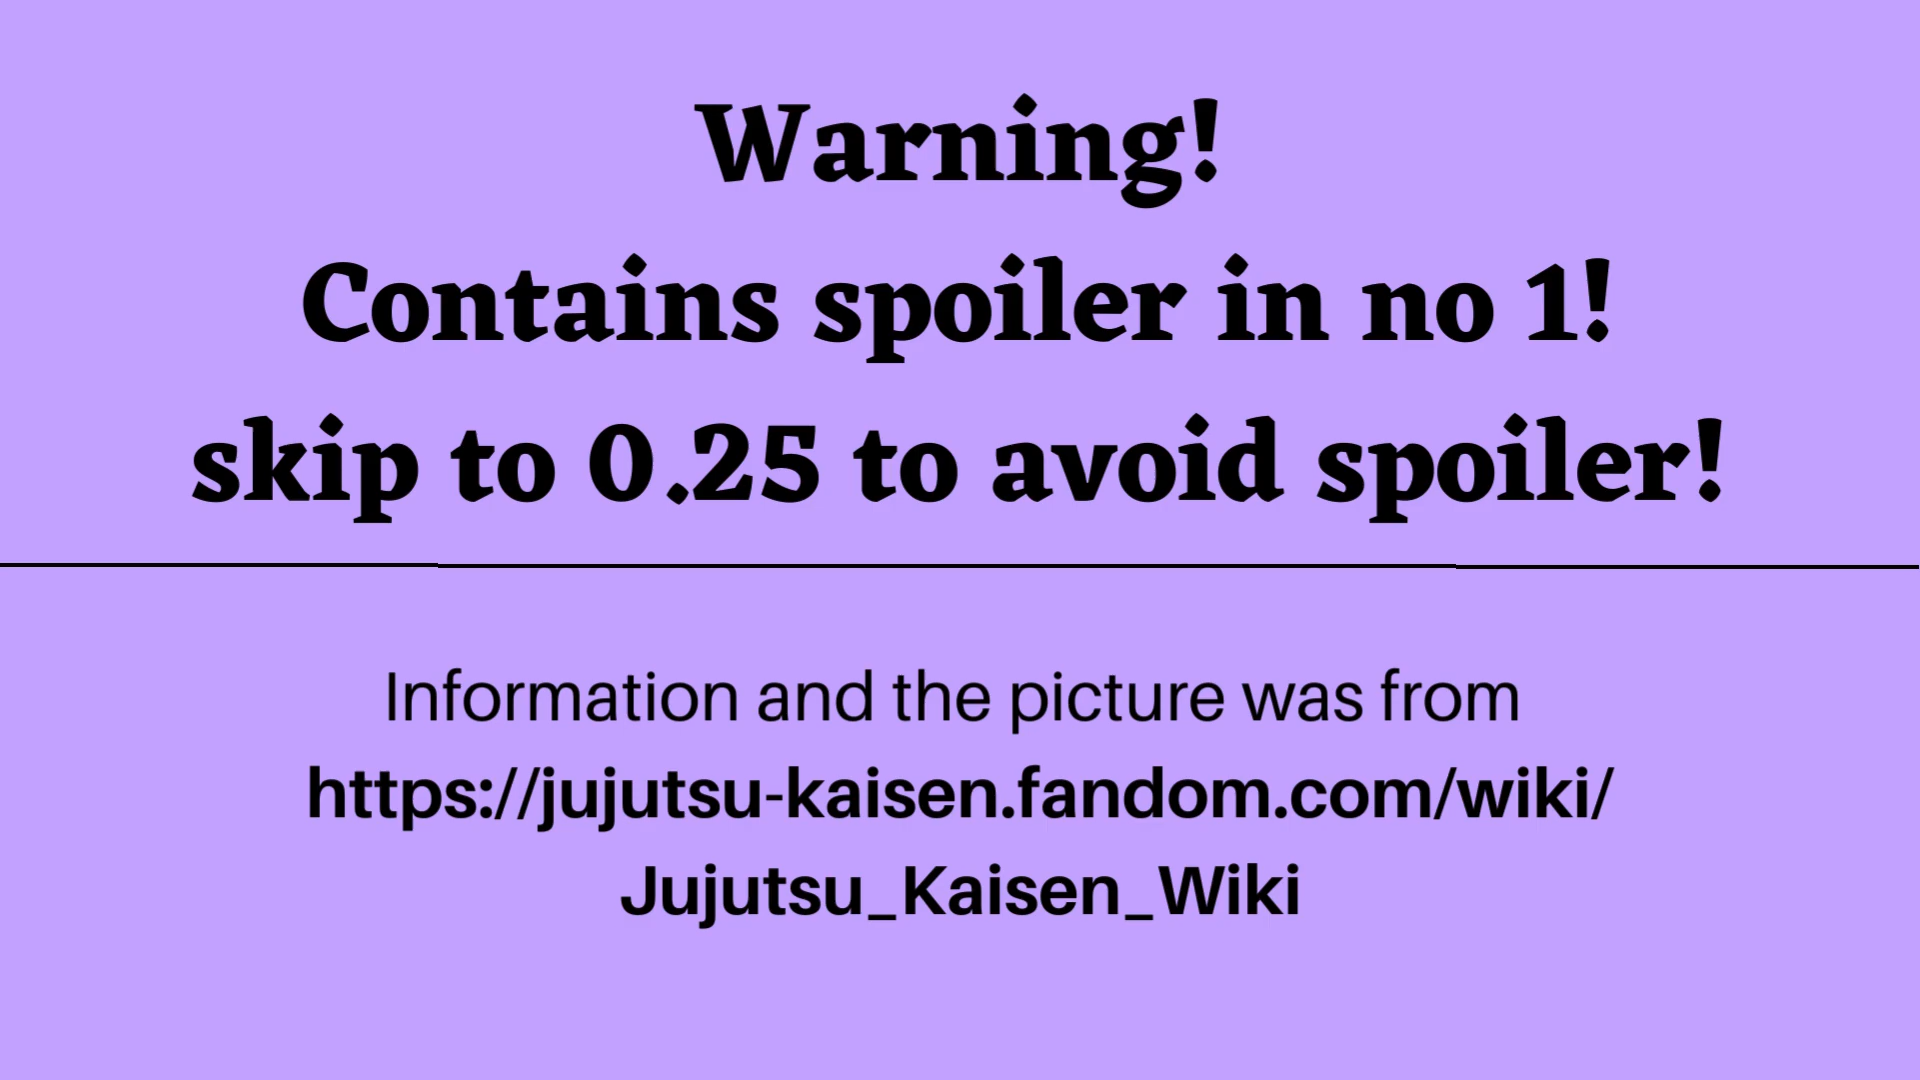 Warning!
Contains spoiler in no 1!
skip to 0.25 to avoid spoiler!
Information and the picture was from
https://jujutsu-kaisen.fandom.com/wiki/
Jujutsu_Kaisen_Wiki